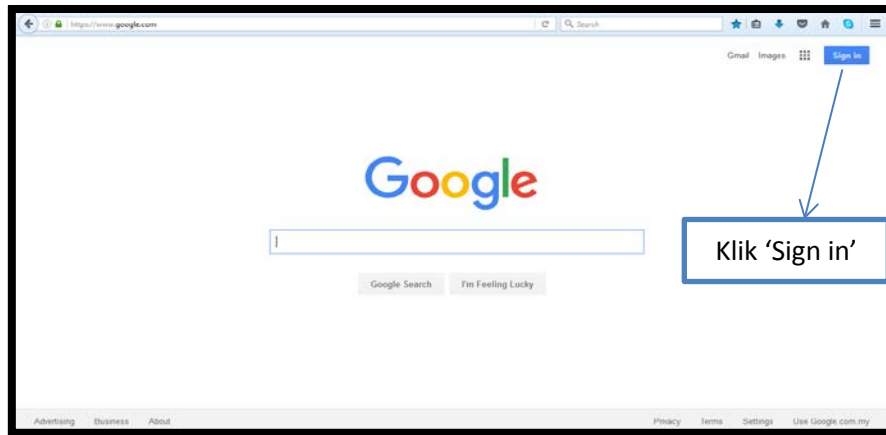 https://www.google.com
Search
Gmail Images Sign in
Google
Klik ‘Sign in’
Google Search I'm Feeling Lucky
Advertising Business About Privacy Terms Settings Use Google.com.my